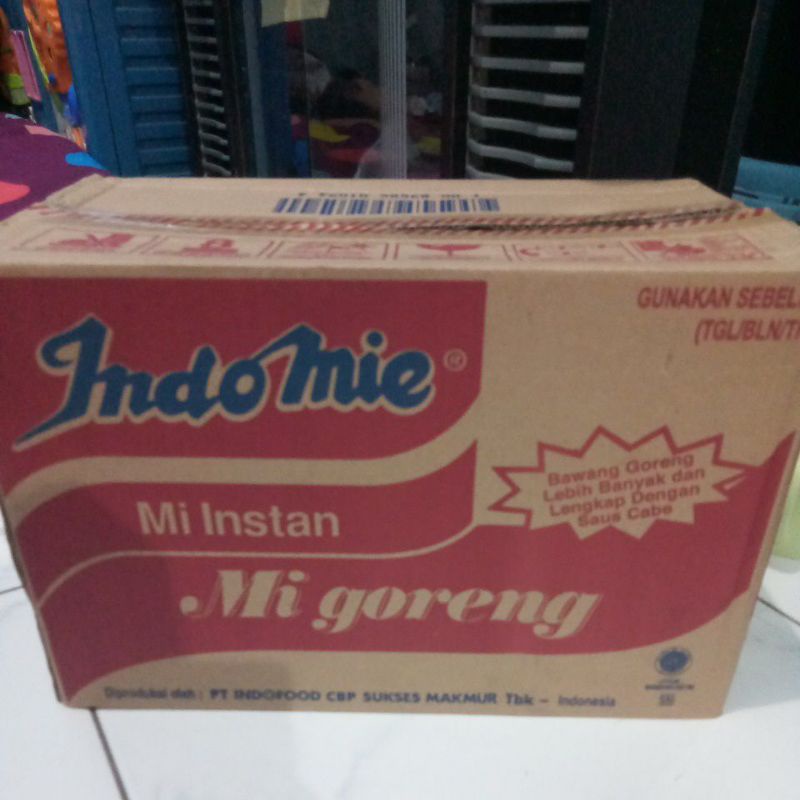 GUNAKAN SEBEL
(TGL/BLN/T
Indomie®
Bawang Goreng
Lebih Banyak dan
Lengkap Dengan
Saus Cabe
Mi Instan
Mi goreng
Diproduksi oleh : PT INDOFOOD CBP SUKSES MAKMUR Tbk – Indonesia